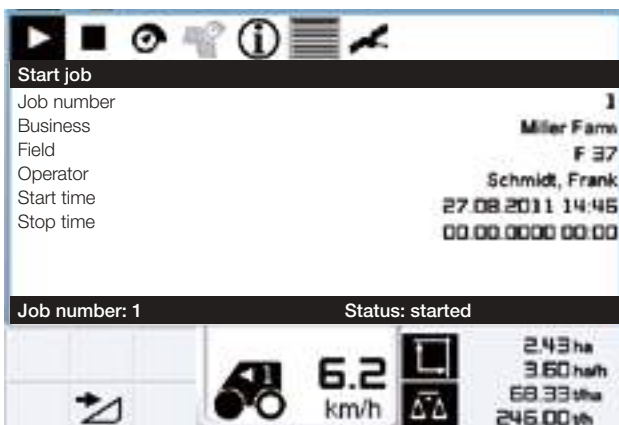 Start job
Job number 1
Business Miller Farm
Field F 37
Operator Schmidt, Frank
Start time 27.08.2011 14:46
Stop time 00.00.0000 00:00
Job number: 1 Status: started
2.43 ha
6.2 3.60 ha/h
km/h 68.33 t/ha
246.00 t/h